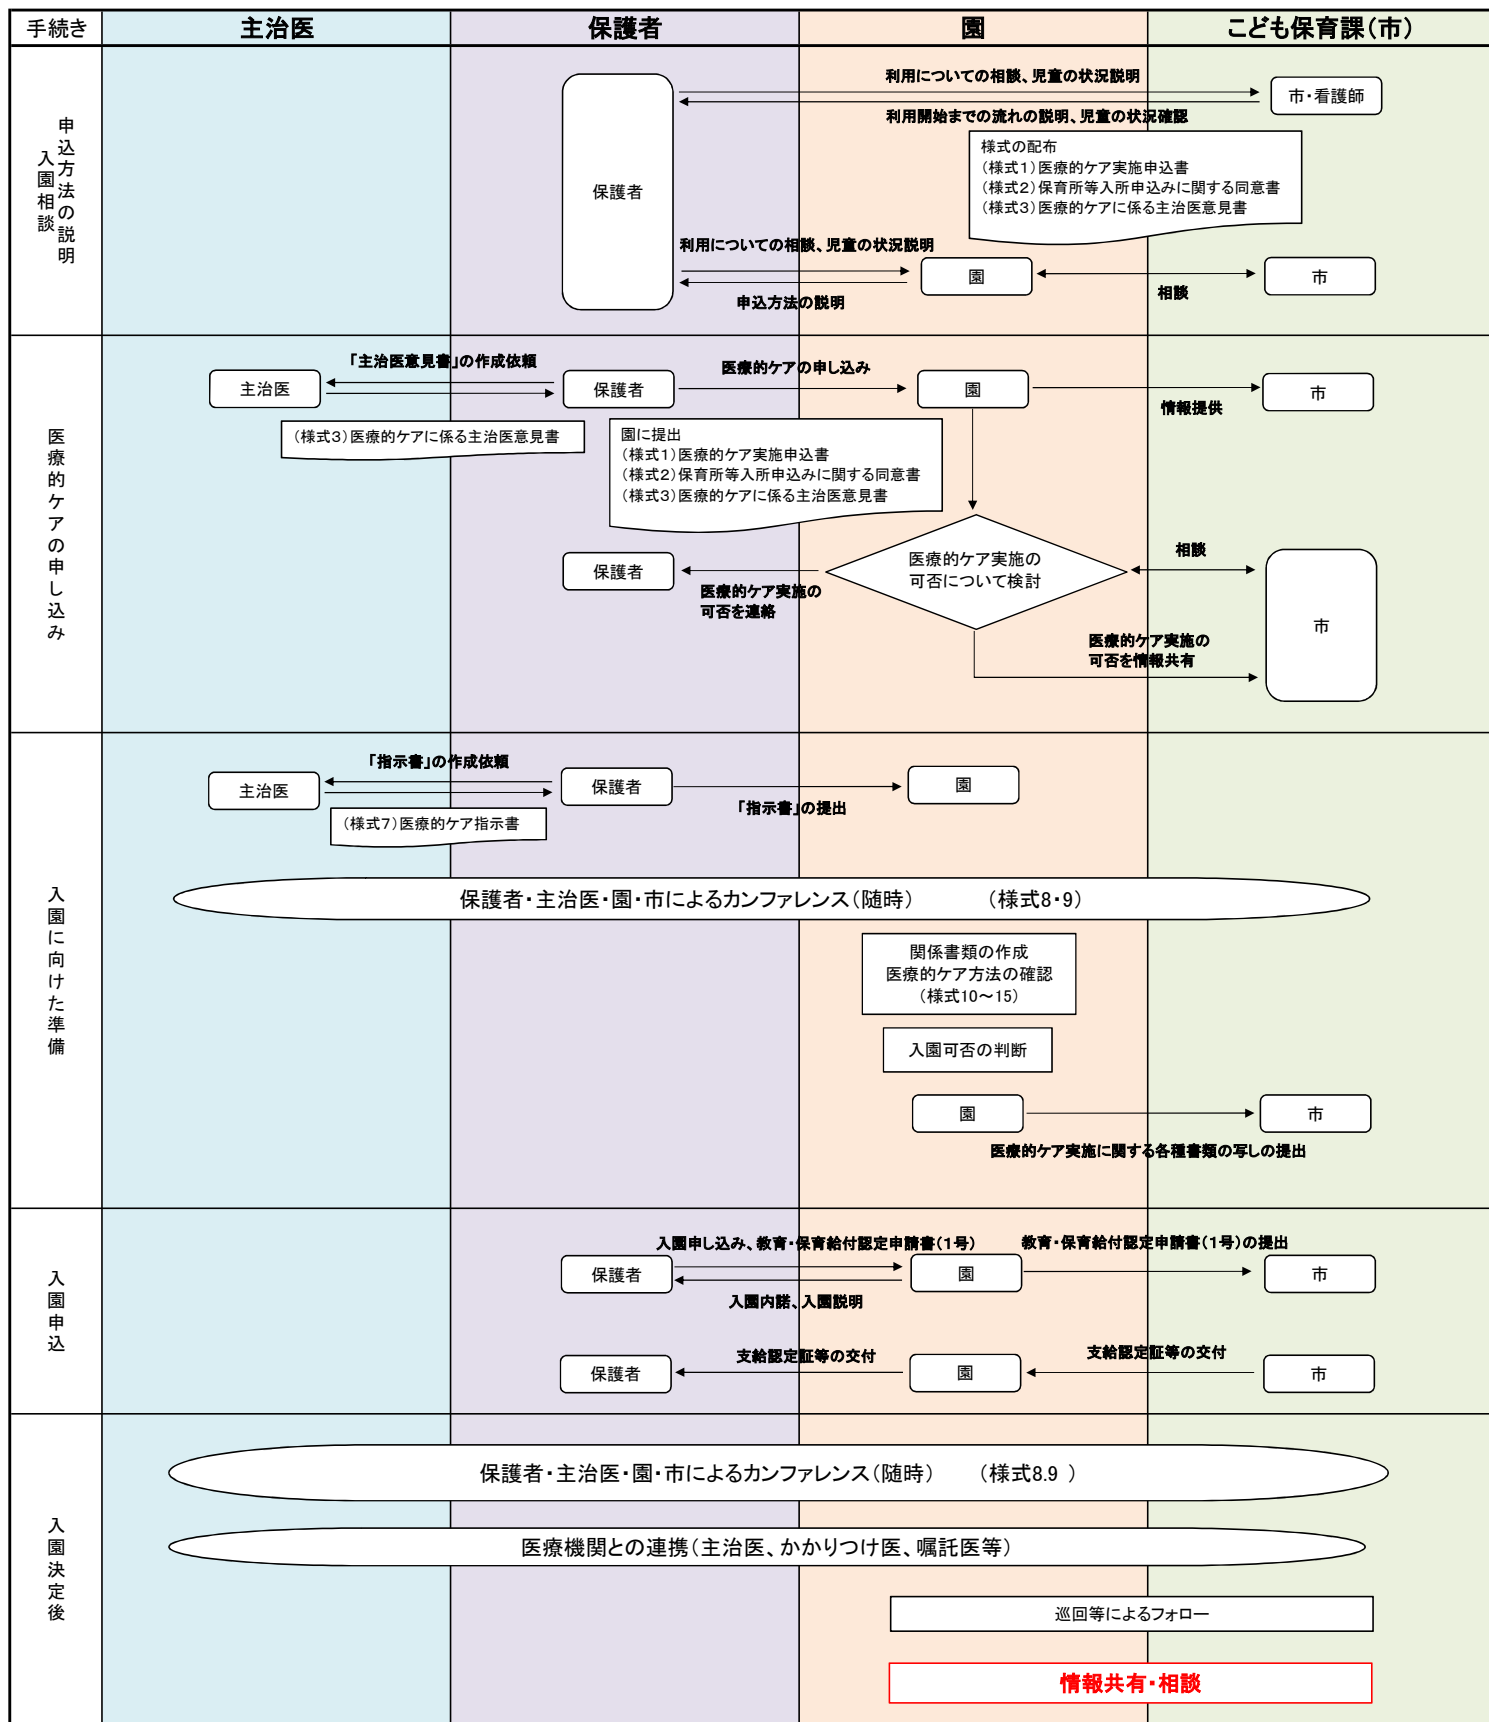 手続き
主治医
保護者
園
こども保育課(市)
入園相談
申込方法の説明
利用についての相談、児童の状況説明
市・看護師
利用開始までの流れの説明、児童の状況確認
保護者
様式の配布
(様式1)医療的ケア実施申込書
(様式2)保育所等入所申込みに関する同意書
(様式3)医療的ケアに係る主治医意見書
利用についての相談、児童の状況説明
園
市
相談
申込方法の説明
医療的ケアの申し込み
「主治医意見書」の作成依頼
医療的ケアの申し込み
主治医
保護者
園
市
情報提供
(様式3)医療的ケアに係る主治医意見書
園に提出
(様式1)医療的ケア実施申込書
(様式2)保育所等入所申込みに関する同意書
(様式3)医療的ケアに係る主治医意見書
保護者
医療的ケア実施の
可否について検討
相談
医療的ケア実施の
可否を連絡
市
医療的ケア実施の
可否を情報共有
入園に向けた準備
「指示書」の作成依頼
主治医
保護者
園
「指示書」の提出
(様式7)医療的ケア指示書
保護者・主治医・園・市によるカンファレンス(随時) (様式8・9)
関係書類の作成
医療的ケア方法の確認
(様式10~15)
入園可否の判断
園
市
医療的ケア実施に関する各種書類の写しの提出
入園申込
入園申し込み、教育・保育給付認定申請書(1号)
教育・保育給付認定申請書(1号)の提出
保護者
園
市
入園内諾、入園説明
支給認定証等の交付
支給認定証等の交付
保護者
園
市
入園決定後
保護者・主治医・園・市によるカンファレンス(随時) (様式8.9 )
医療機関との連携(主治医、かかりつけ医、嘱託医等)
巡回等によるフォロー
情報共有・相談